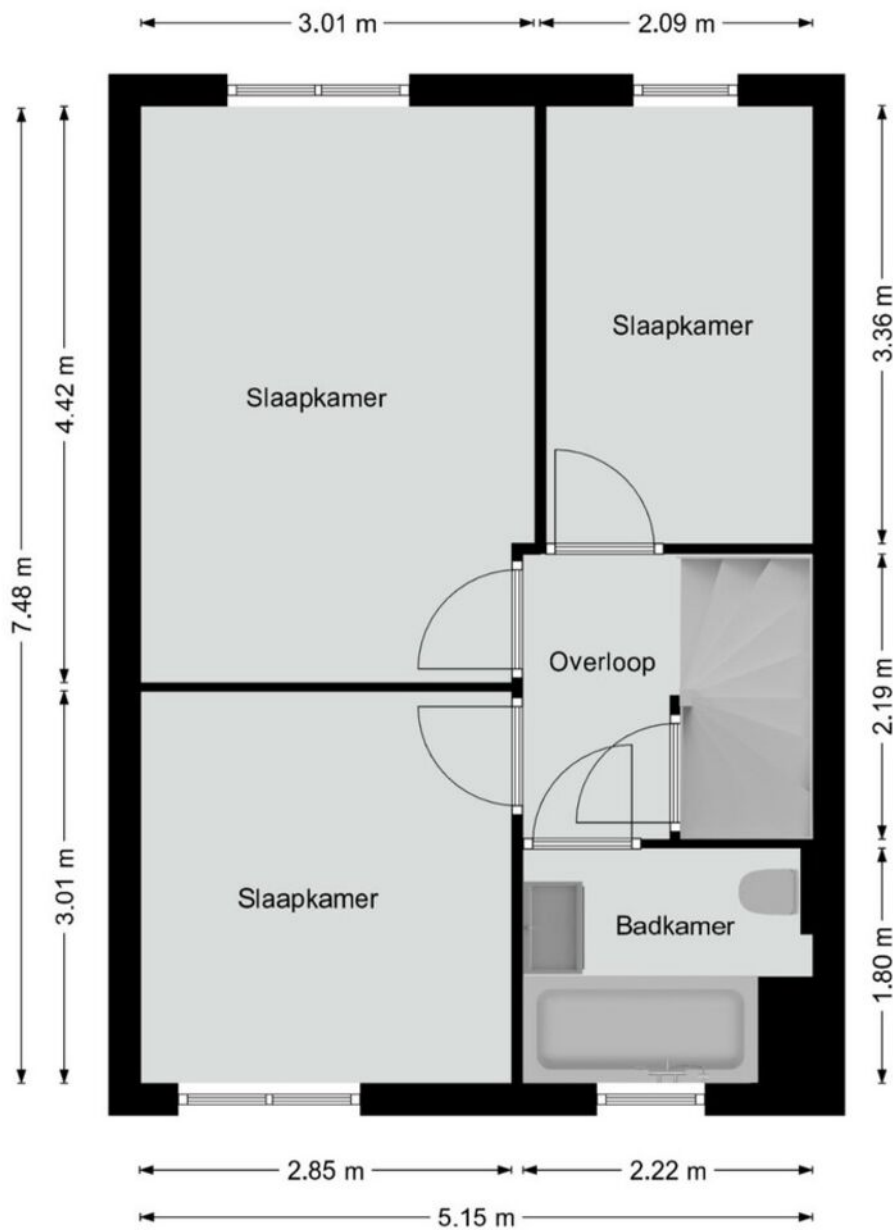 3.01 m
2.09 m
7.48 m
4.42 m
3.36 m
Slaapkamer
Slaapkamer
Overloop
2.19 m
3.01 m
Slaapkamer
Badkamer
1.80 m
2.85 m
2.22 m
5.15 m